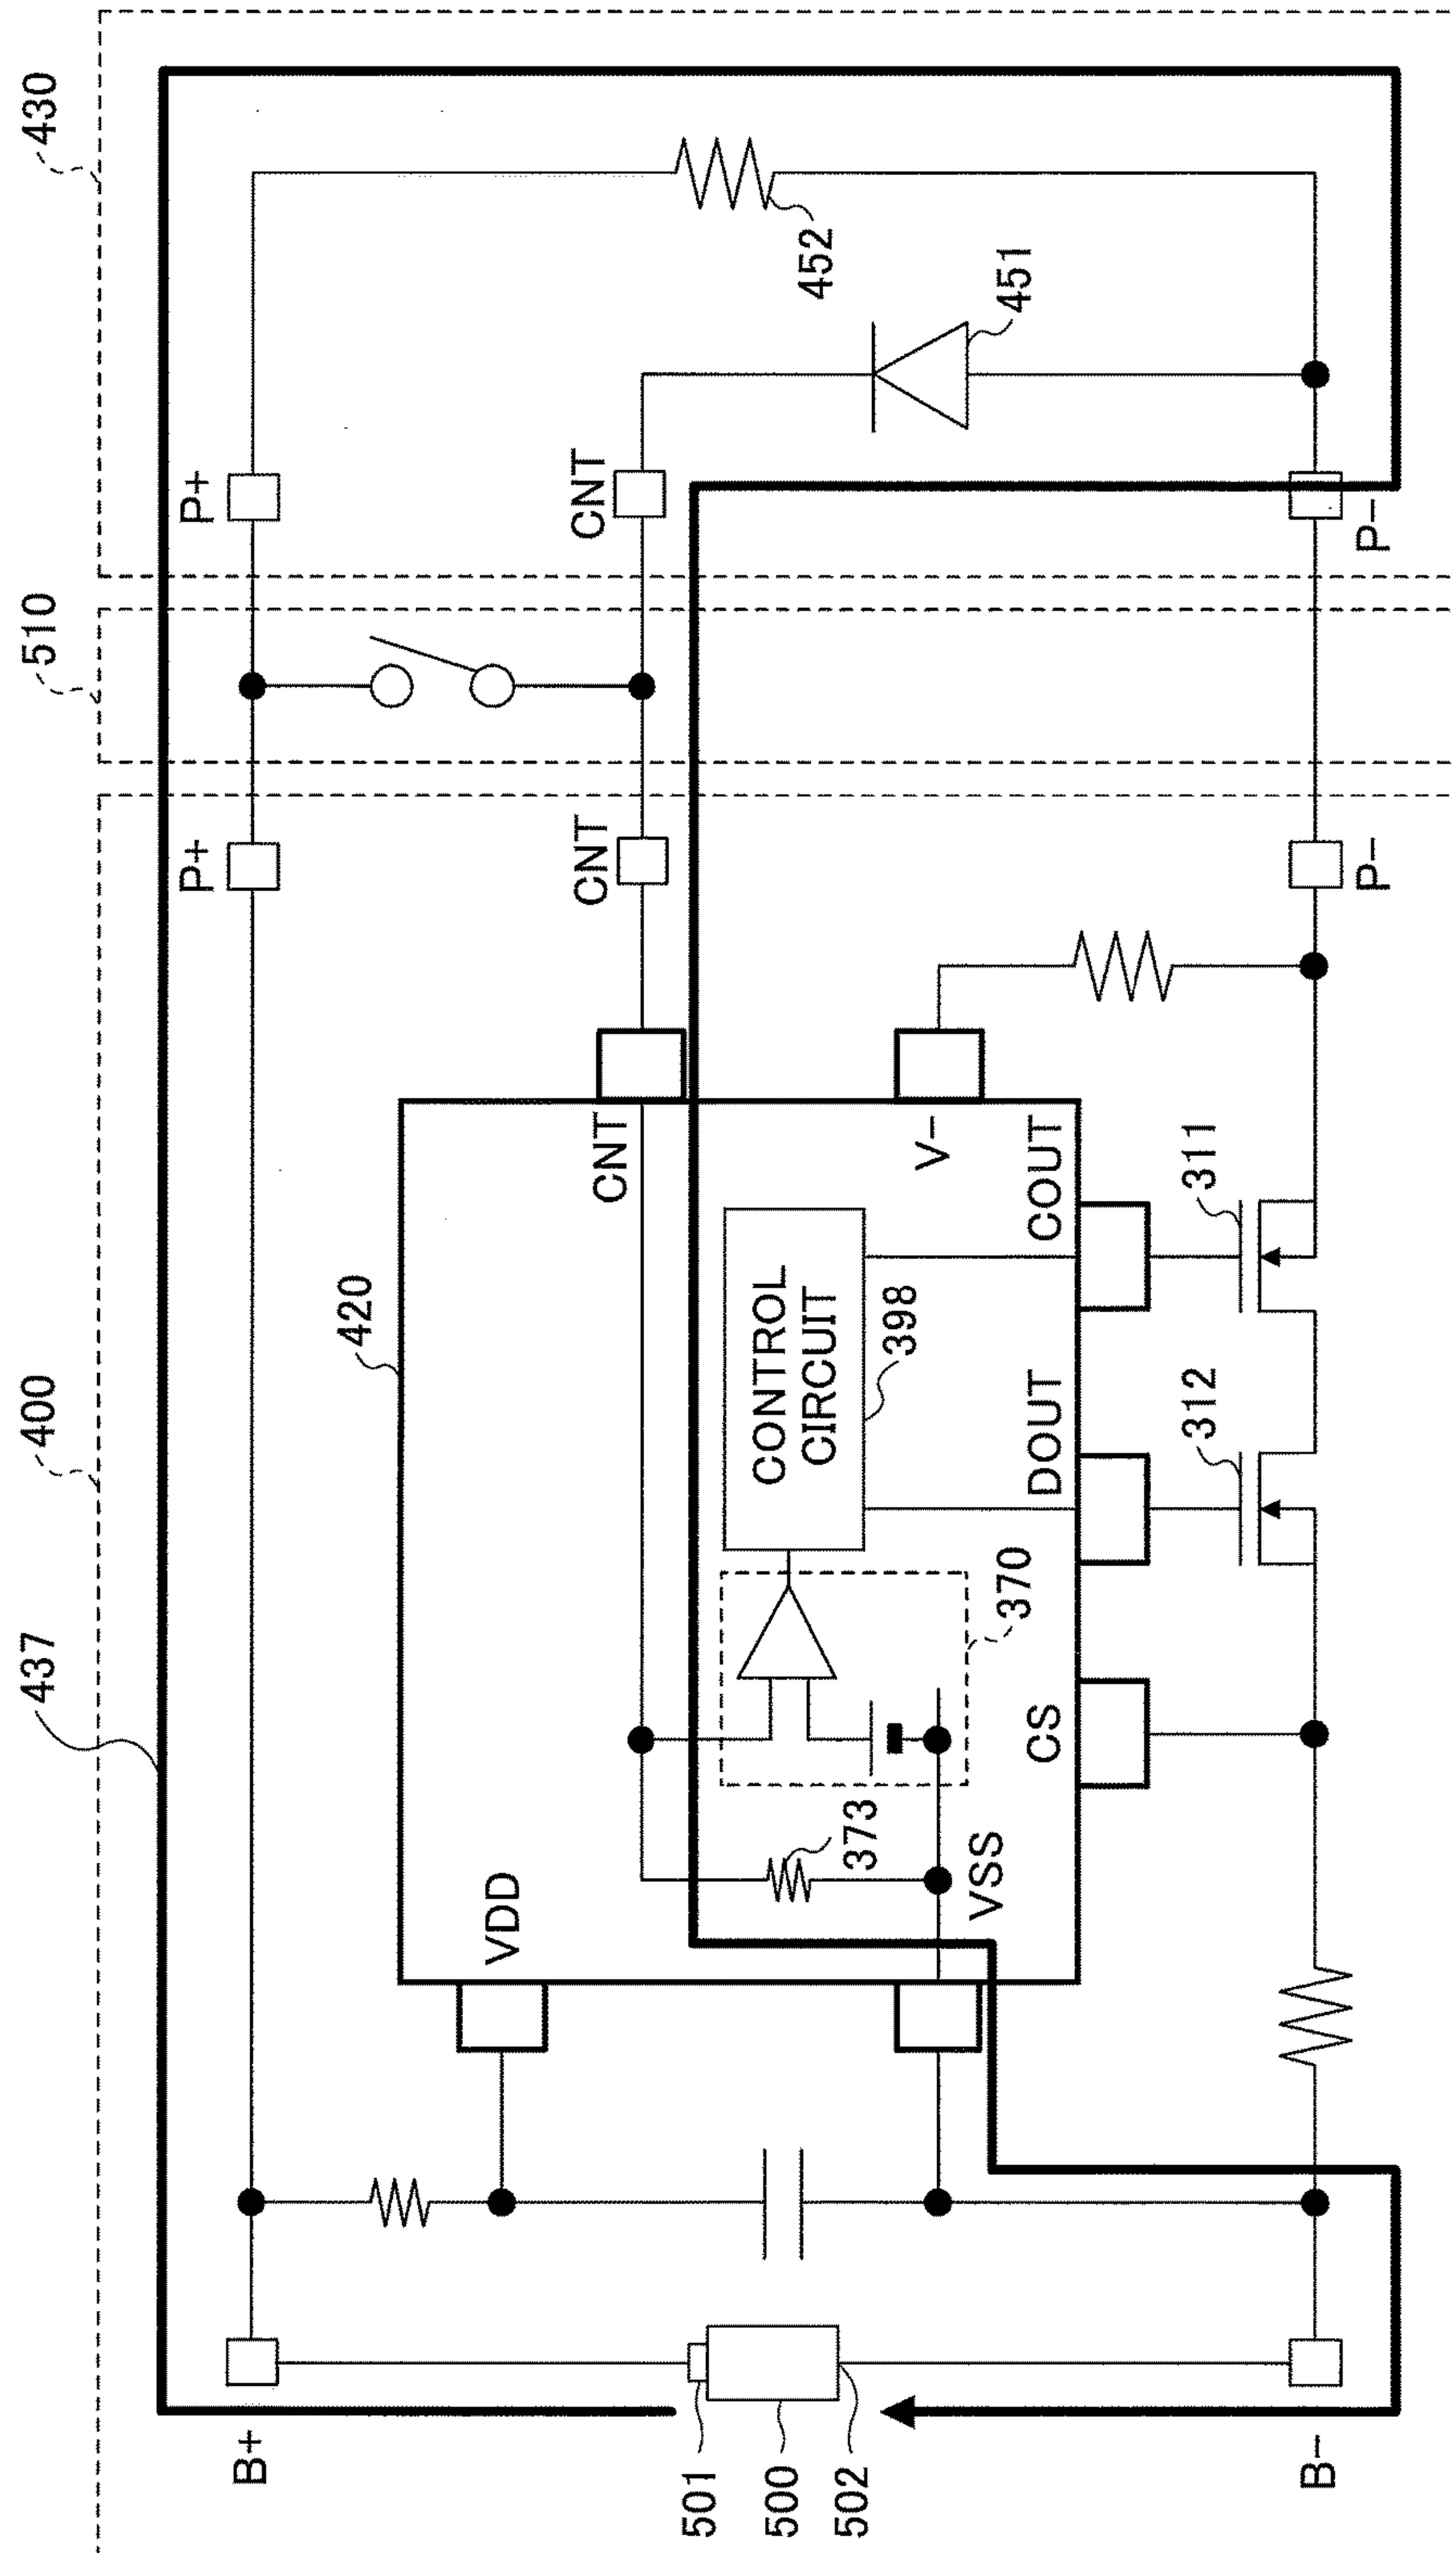 437
400
510
430
B+
P+
P+
420
VDD
CNT
CNT
CNT
501
500
502
373
370
CONTROL
CIRCUIT
398
452
451
VSS
V−
CS
DOUT
COUT
312
311
B−
P−
P−